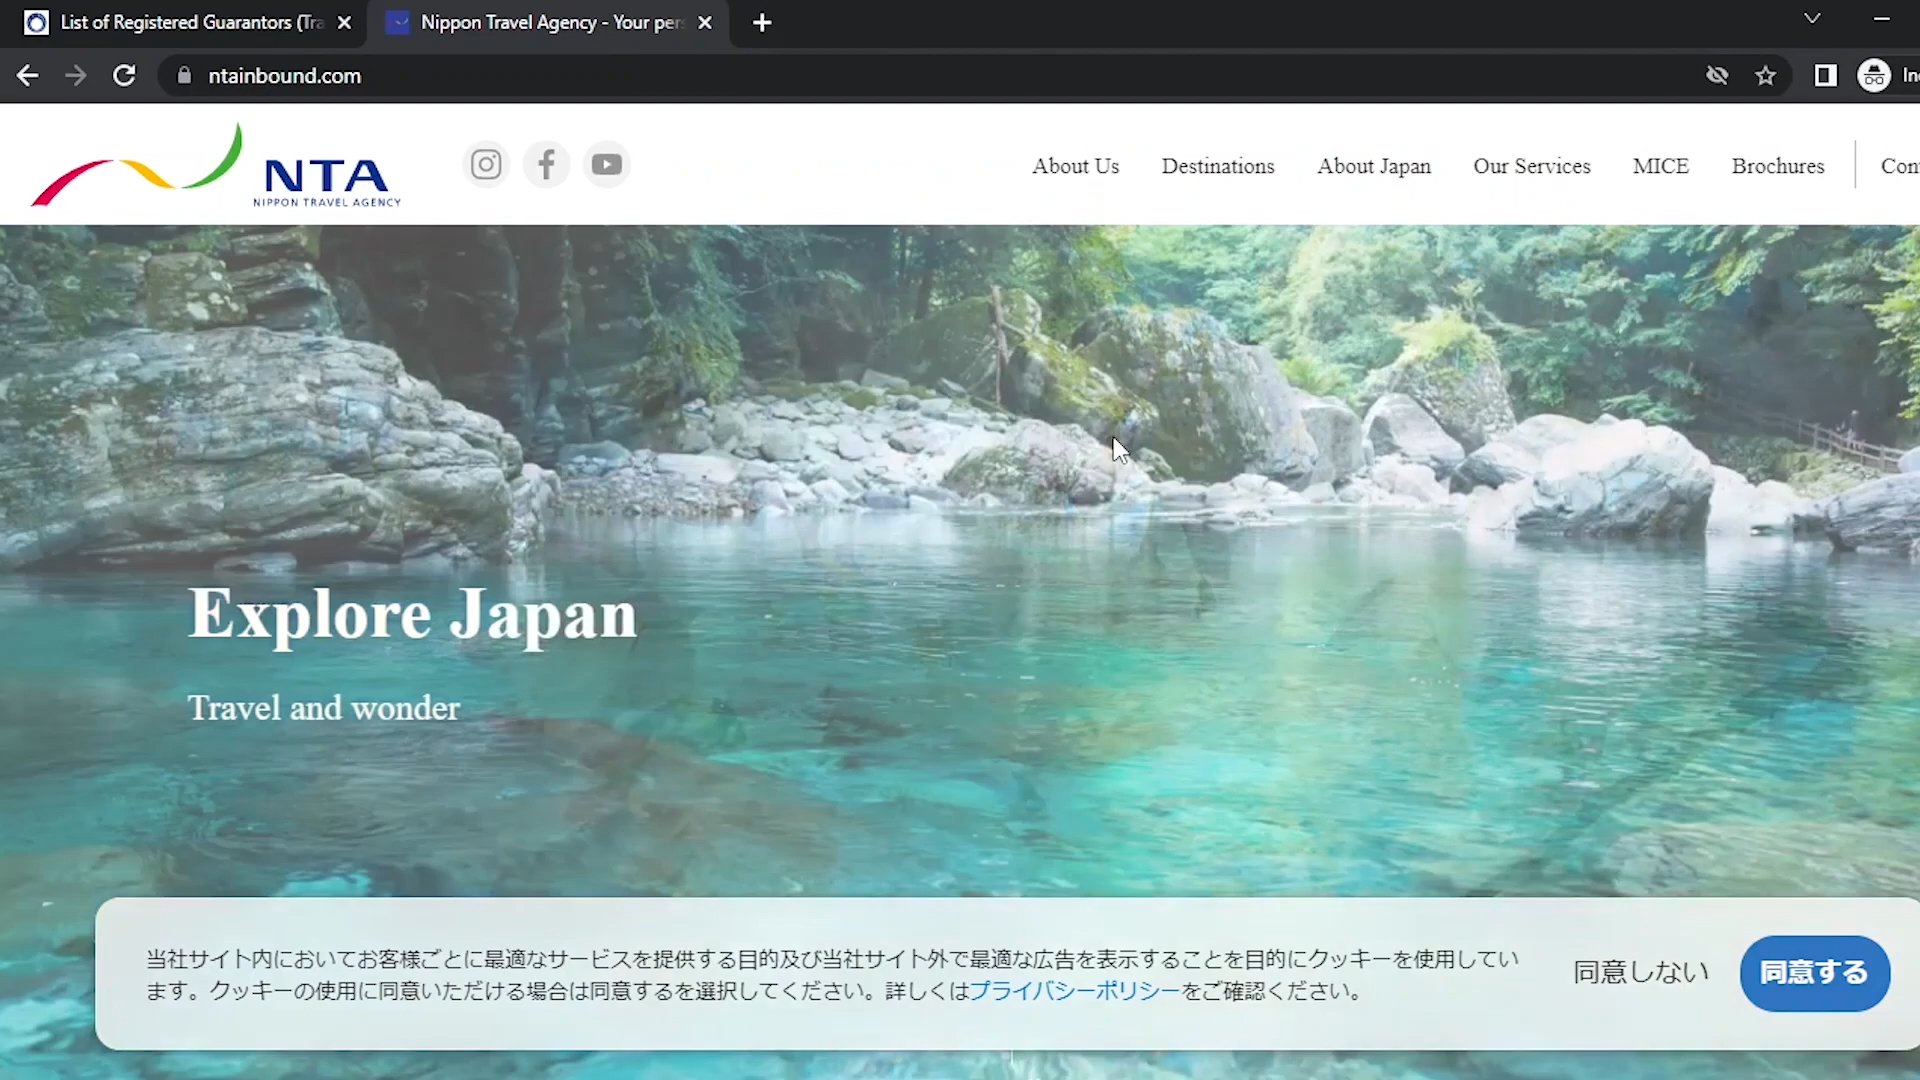 List of Registered Guarantors (Tra
Nippon Travel Agency - Your per
ntainbound.com
NTA
NIPPON TRAVEL AGENCY
About Us
Destinations
About Japan
Our Services
MICE
Brochures
Explore Japan
Travel and wonder
当社サイト内においてお客様ごとに最適なサービスを提供する目的及び当社サイト外で最適な広告を表示することを目的にクッキーを使用してい
ます。クッキーの使用に同意いただける場合は同意するを選択してください。詳しくはプライバシーポリシーをご確認ください。
同意しない
同意する